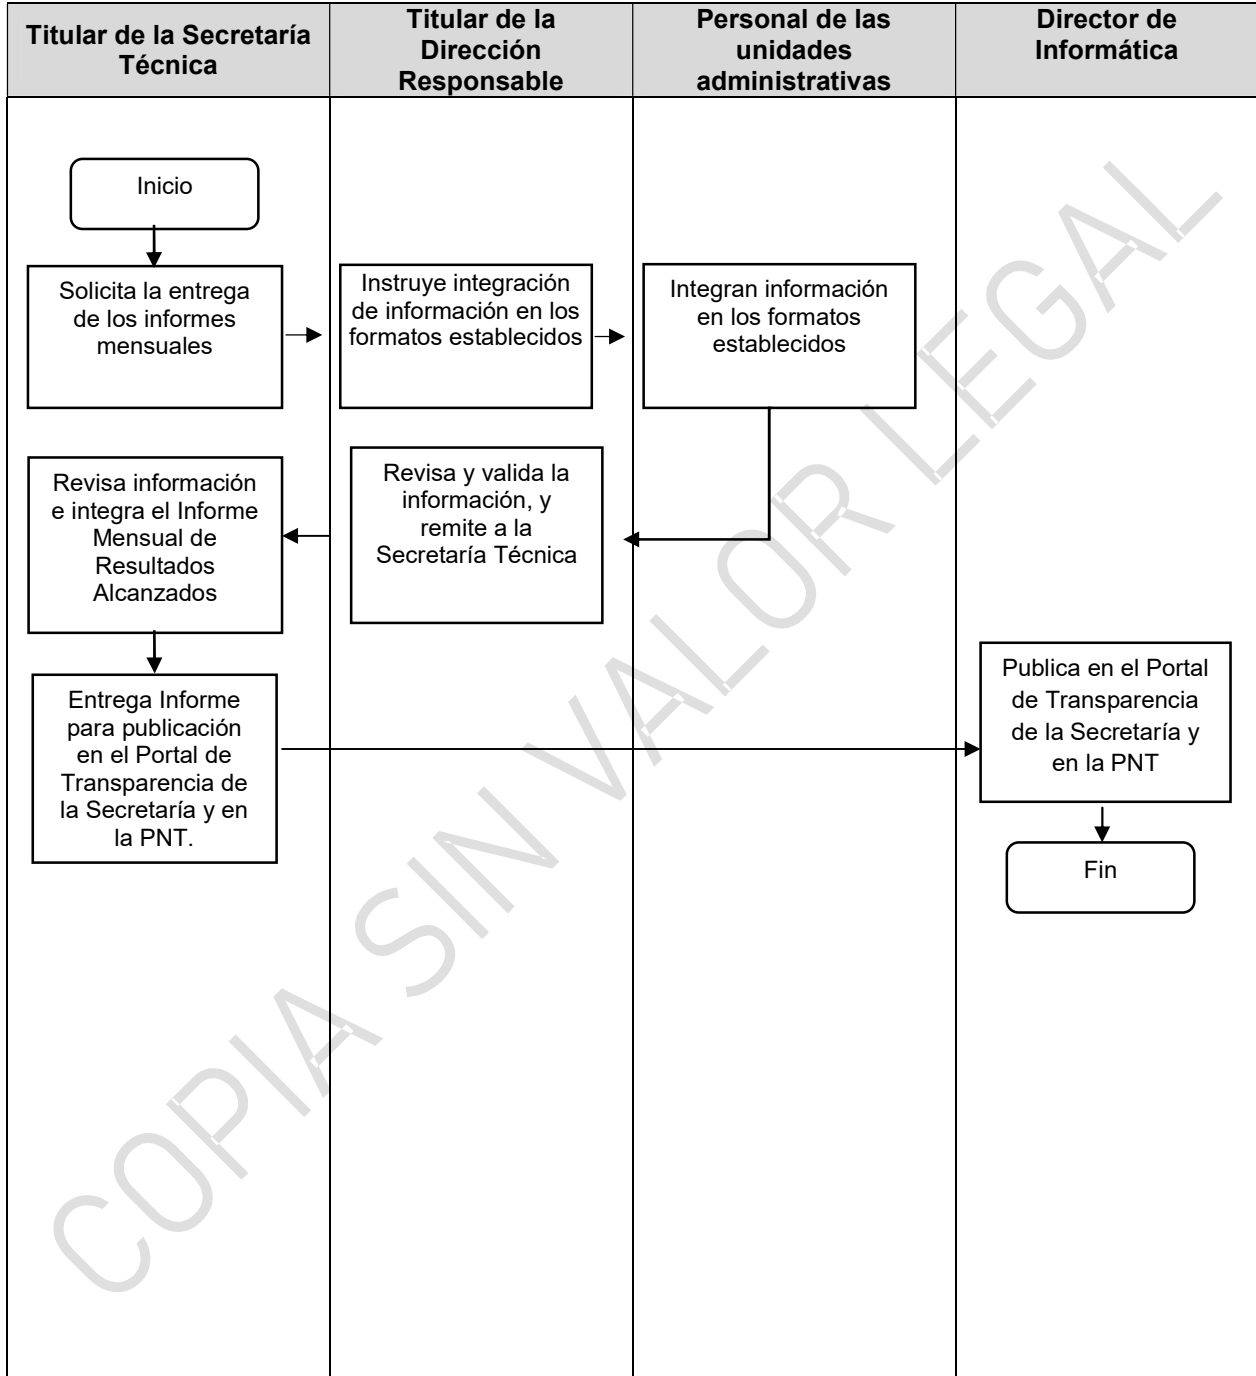 Titular de la Secretaría
Técnica
Titular de la
Dirección
Responsable
Personal de las
unidades
administrativas
Director de
Informática
Inicio
Solicita la entrega
de los informes
mensuales
Instruye integración
de información en los
formatos establecidos
Integran información
en los formatos
establecidos
Revisa y valida la
información, y
remite a la
Secretaría Técnica
Revisa información
e integra el Informe
Mensual de
Resultados
Alcanzados
Entrega Informe
para publicación
en el Portal de
Transparencia de
la Secretaría y en
la PNT.
Publica en el Portal
de Transparencia
de la Secretaría y
en la PNT
Fin
COPIA SIN VALOR LEGAL